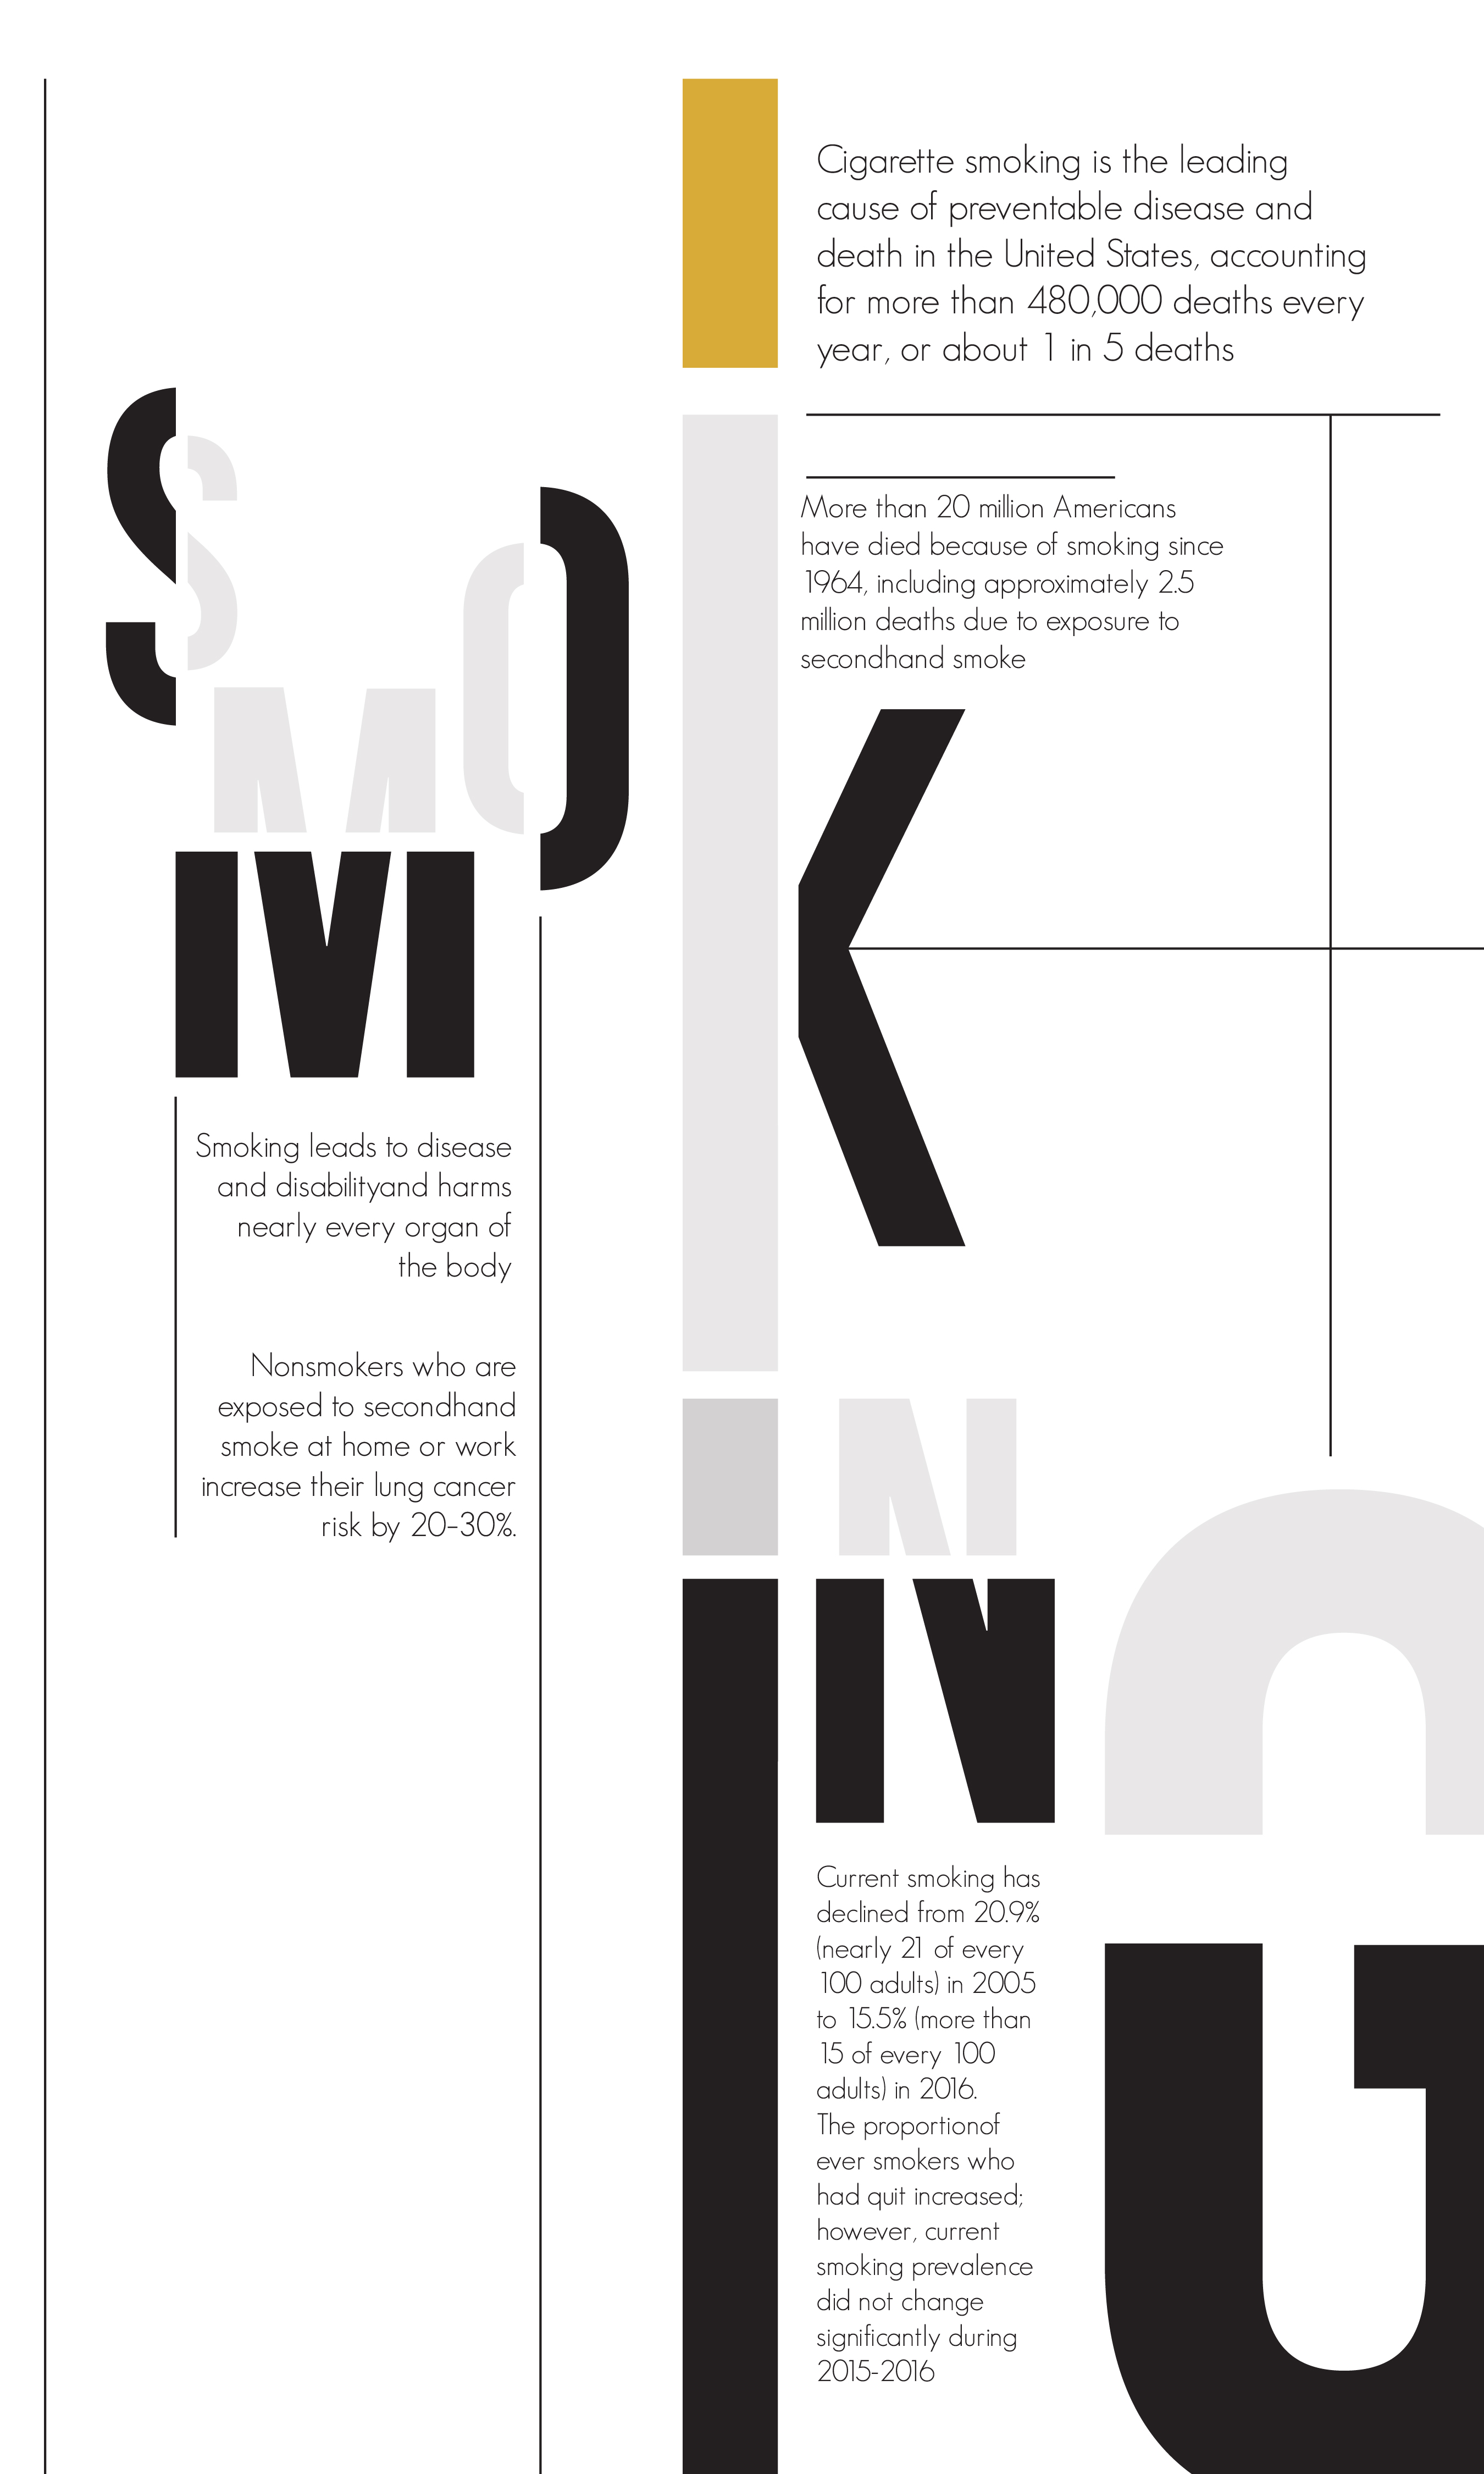 Cigarette smoking is the leading
cause of preventable disease and
death in the United States, accounting
for more than 480,000 deaths every
year, or about 1 in 5 deaths
More than 20 million Americans
have died because of smoking since
1964, including approximately 2.5
million deaths due to exposure to
secondhand smoke
SMOKING
Smoking leads to disease
and disabilityand harms
nearly every organ of
the body
Nonsmokers who are
exposed to secondhand
smoke at home or work
increase their lung cancer
risk by 20-30%.
Current smoking has
declined from 20.9%
(nearly 21 of every
100 adults) in 2005
to 15.5% (more than
15 of every 100
adults) in 2016.
The proportionof
ever smokers who
had quit increased;
however, current
smoking prevalence
did not change
significantly during
2015-2016